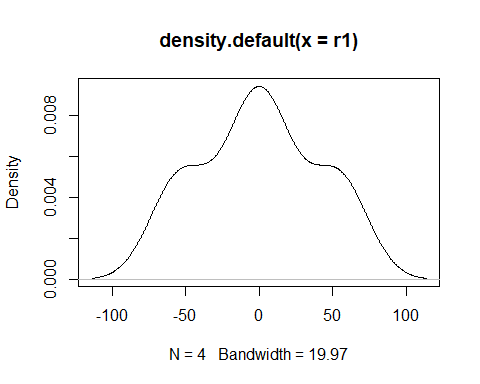 density.default(x = r1)
Density
0.008
0.004
0.000
-100 -50 0 50 100
N = 4 Bandwidth = 19.97